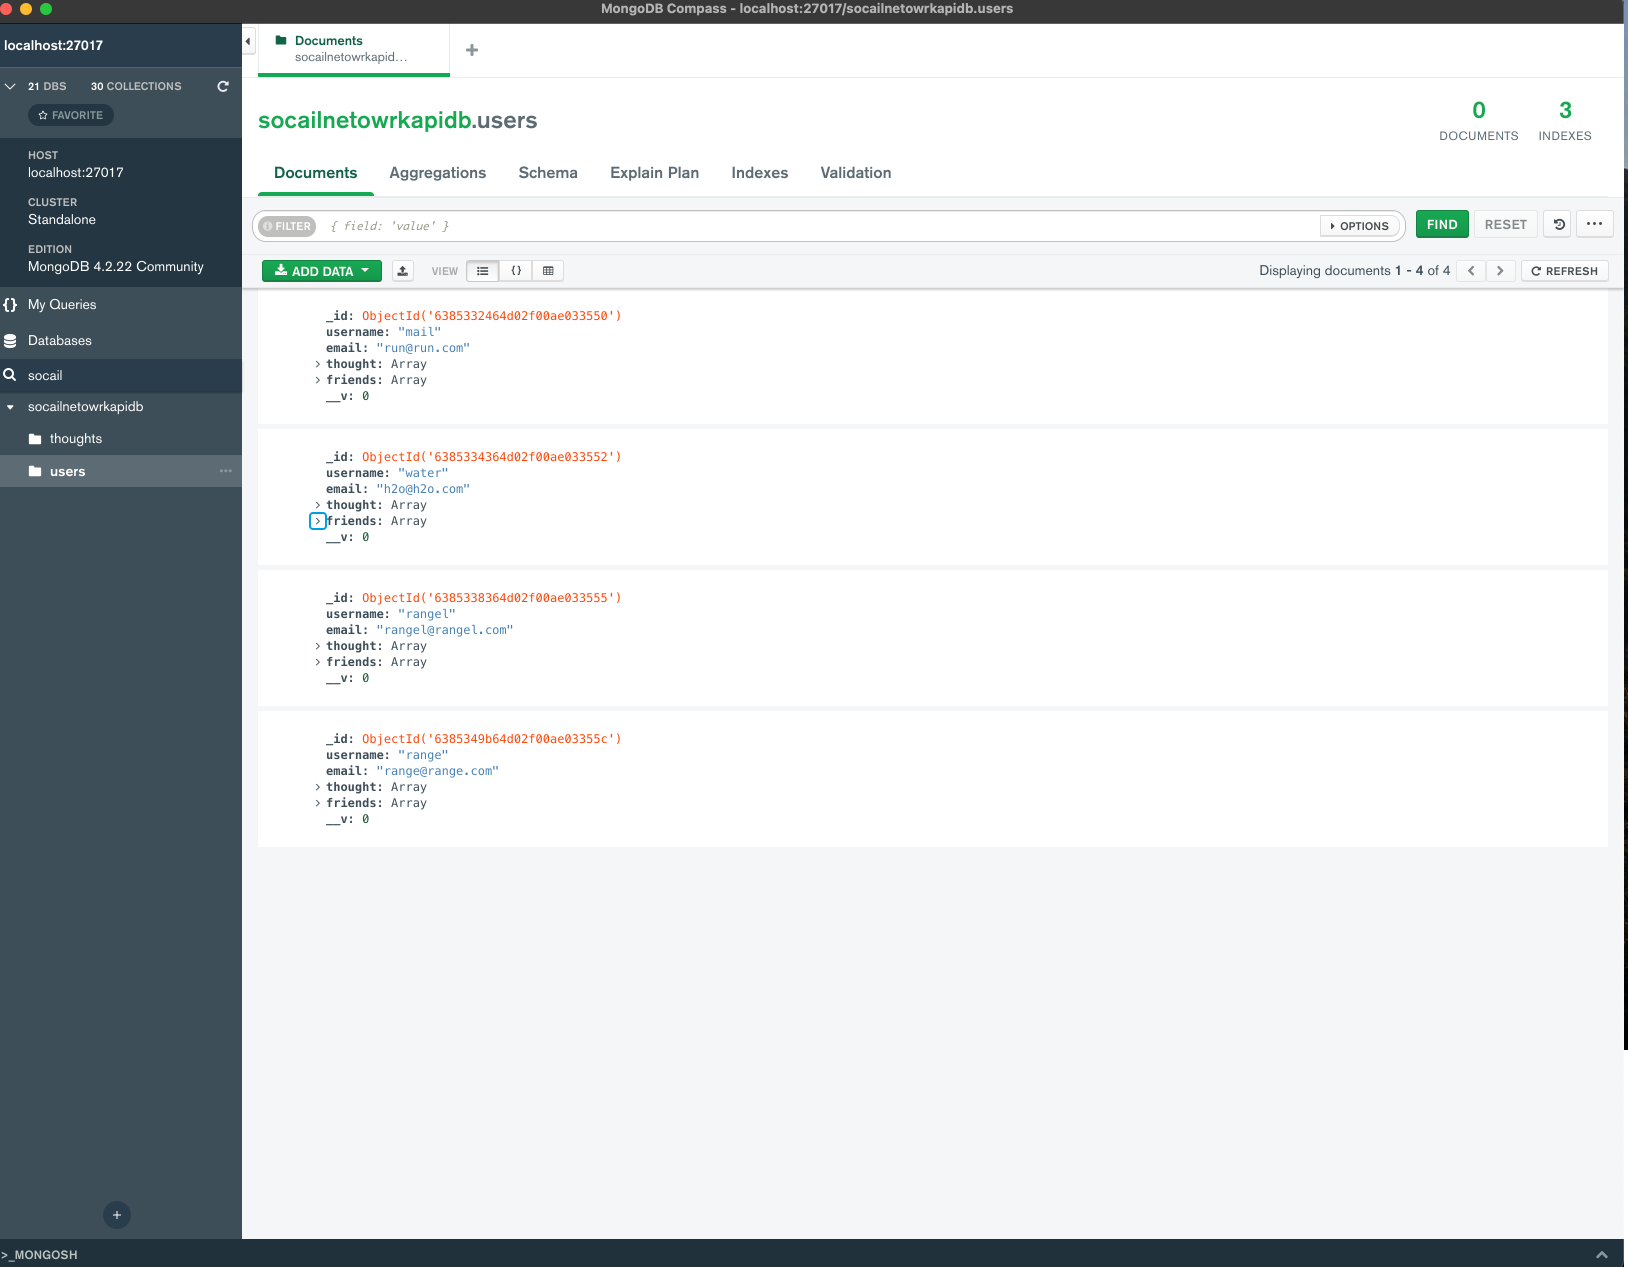 MongoDB Compass - localhost:27017/socailnetowrkapidb.users
localhost:27017
21 DBS 30 COLLECTIONS
FAVORITE
HOST
localhost:27017
CLUSTER
Standalone
EDITION
MongoDB 4.2.22 Community
My Queries
Databases
socail
socailnetowrkapidb
thoughts
users
Documents
socailnetowrkapid...
socailnetowrkapidb.users
0
DOCUMENTS
3
INDEXES
Documents Aggregations Schema Explain Plan Indexes Validation
FILTER { field: 'value' } OPTIONS FIND RESET
ADD DATA VIEW { } Displaying documents 1 - 4 of 4 REFRESH
_id: ObjectId('6385332464d02f00ae033550')
username: "mail"
email: "run@run.com"
thought: Array
friends: Array
__v: 0
_id: ObjectId('6385334364d02f00ae033552')
username: "water"
email: "h2o@h2o.com"
thought: Array
friends: Array
__v: 0
_id: ObjectId('6385338364d02f00ae033555')
username: "rangel"
email: "rangel@rangel.com"
thought: Array
friends: Array
__v: 0
_id: ObjectId('6385349b64d02f00ae03355c')
username: "range"
email: "range@range.com"
thought: Array
friends: Array
__v: 0
>_MONGOSH